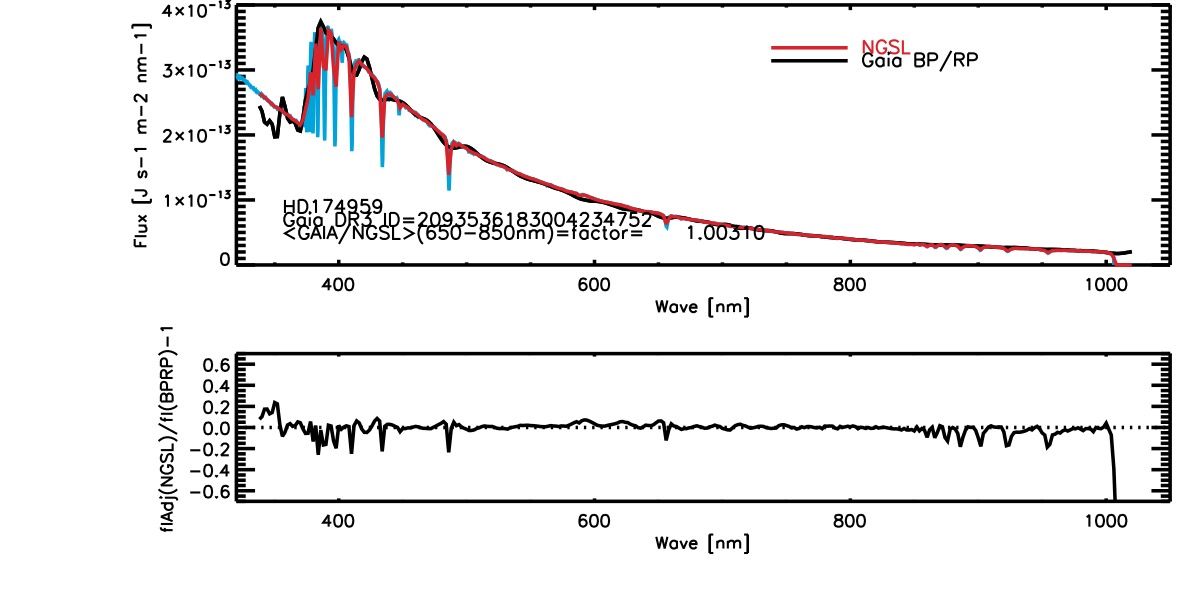 4×10−13
3×10−13
2×10−13
1×10−13
0
Flux [J s−1 m−2 nm−1]
NGSL
Gaia BP/RP
HD174959
Gaia DR3 ID=2093536183004234752
<GAIA/NGSL>(650−850nm)=factor= 1.00310
400 600 800 1000
Wave [nm]
flAdj(NGSL)/fl(BPRP)−1
0.6
0.4
0.2
0.0
−0.2
−0.4
−0.6
400 600 800 1000
Wave [nm]